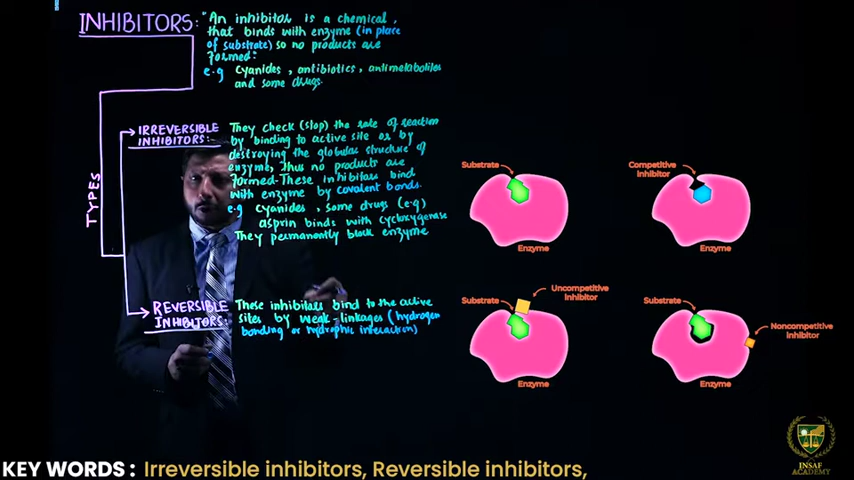 INHIBITORS: "An inhibitor is a chemical,
that binds with enzyme (in place
of substrate) so no products are
formed:
e.g cyanides, antibiotics, antimetabolites
and some drugs.
TYPES
IRREVERSIBLE
INHIBITORS:
They check (stop) the rate of reaction
by binding to active site or by
destroying the globular structure of
enzyme, thus no products are
formed-These inhibitors bind
with enzyme by covalent bonds.
e.g cyanides, some drugs (e.g)
asprin binds with cycloxygenase
They permanently block enzyme
REVERSIBLE
INHIBITORS:
These inhibitors bind to the active
sites by weak-linkages (hydrogen
bonding or hydrophic interaction)
Substrate
Enzyme
Competitive
inhibitor
Enzyme
Substrate
Uncompetitive
inhibitor
Enzyme
Substrate
Noncompetitive
inhibitor
Enzyme
INSAF
ACADEMY
KEY WORDS : Irreversible inhibitors, Reversible inhibitors,